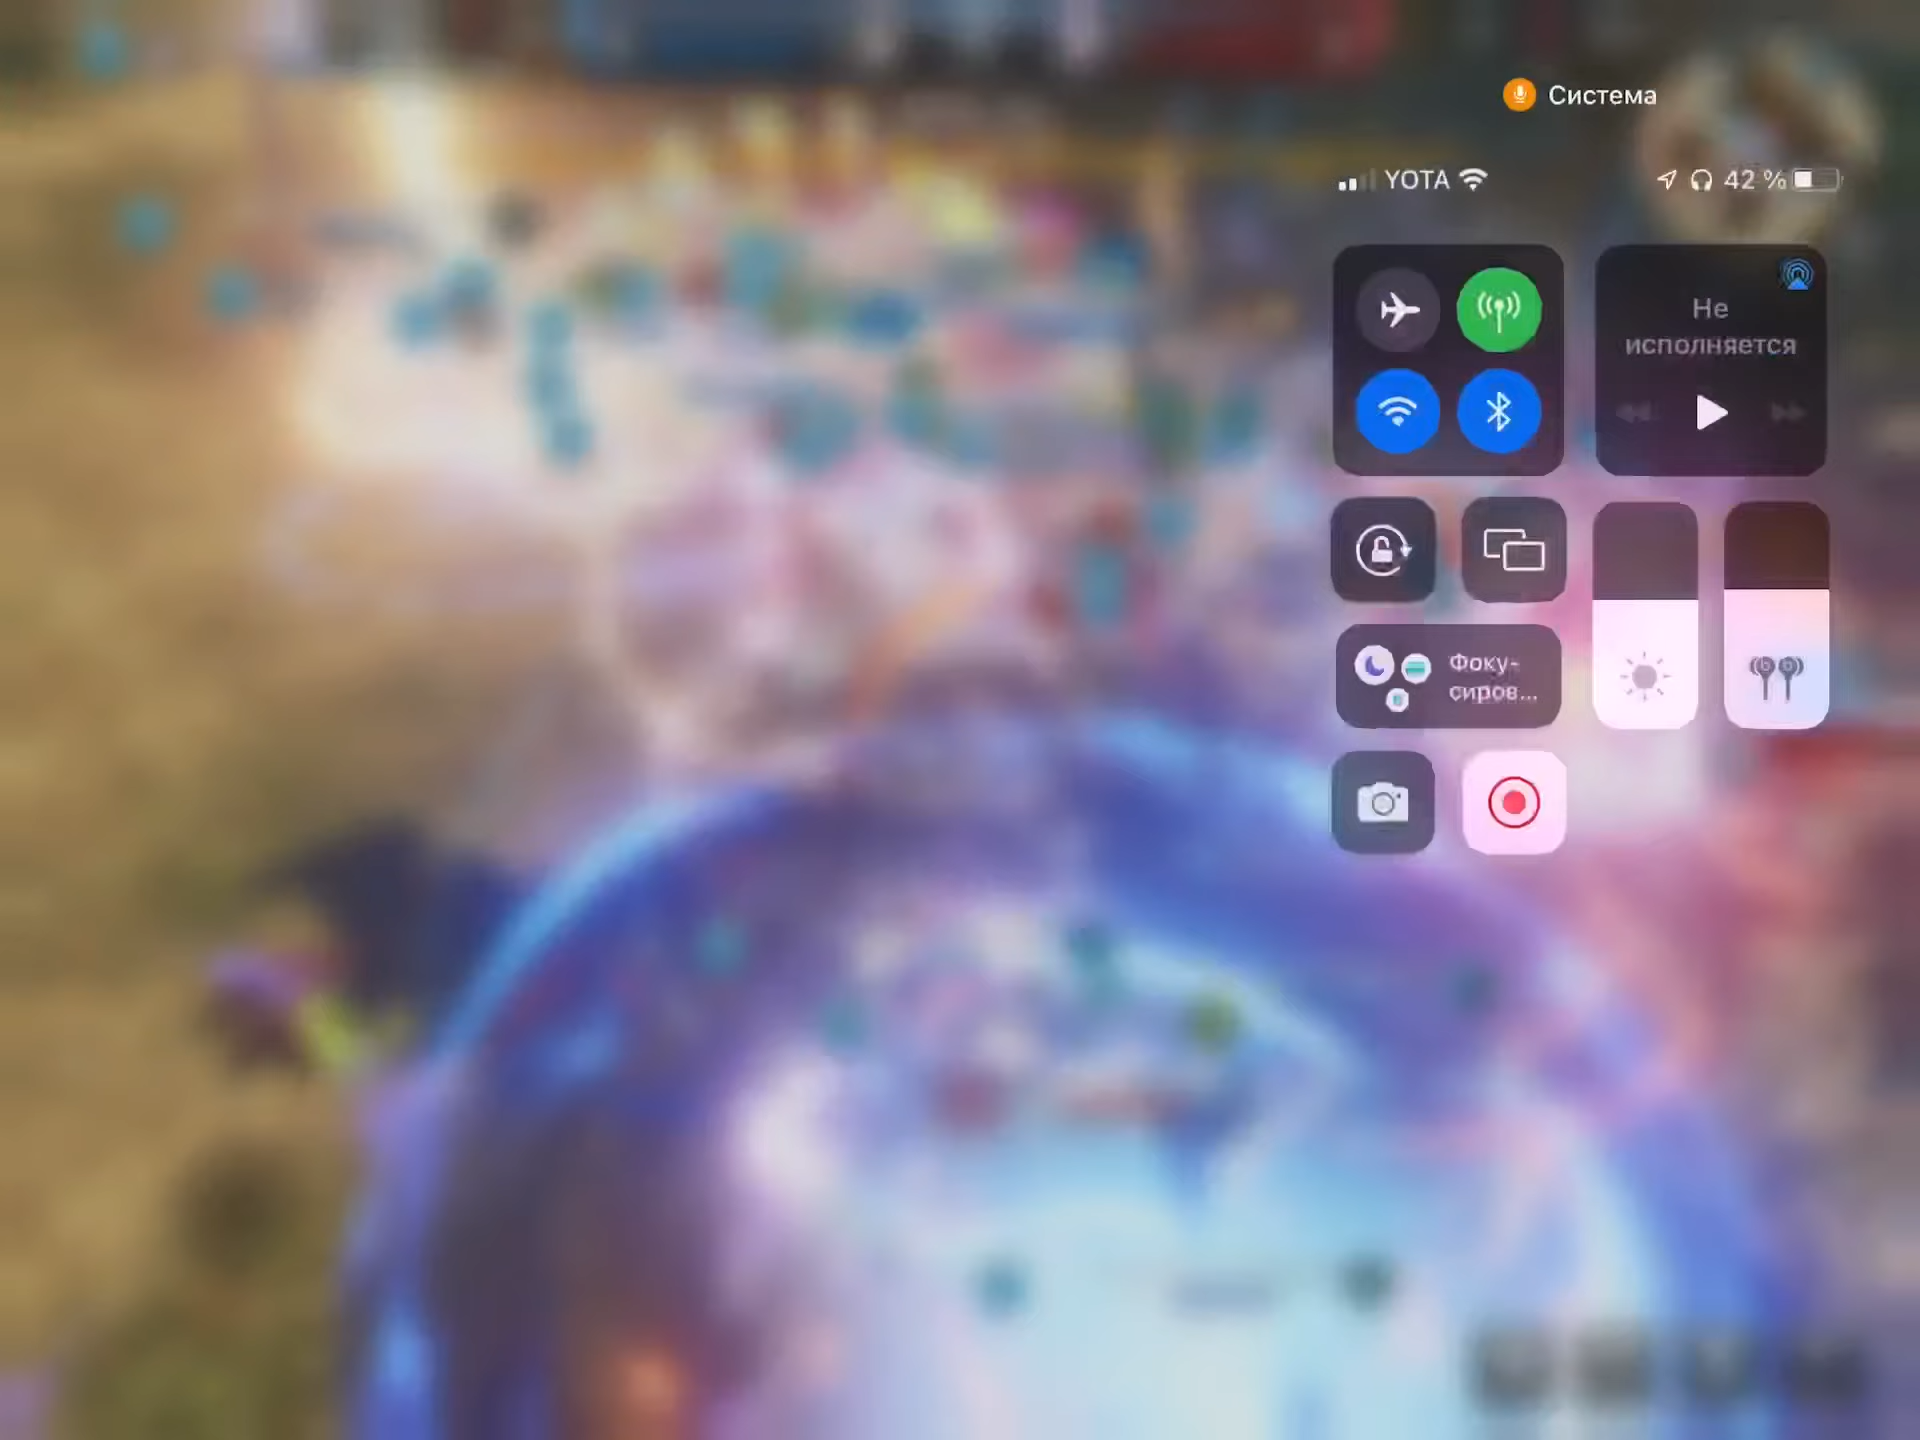 Система
YOTA
42 %
Не
исполняется
Фоку-
сиров...